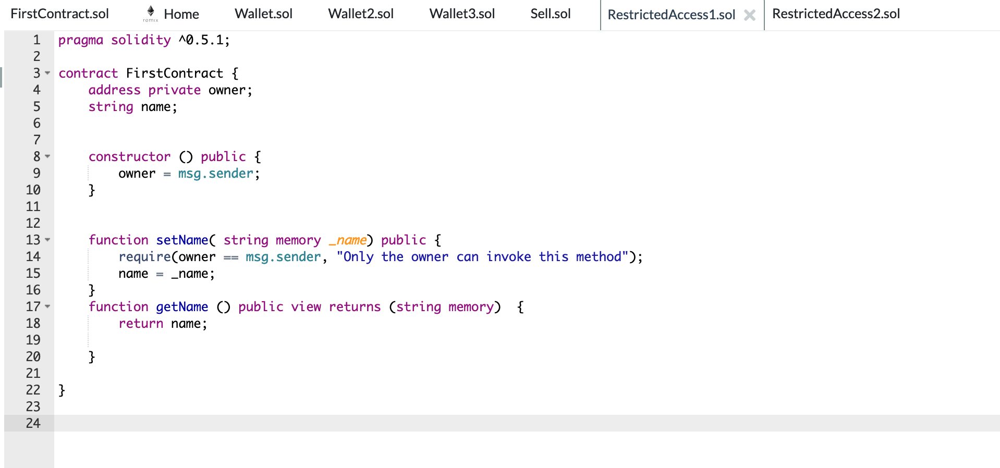 FirstContract.sol remix Home Wallet.sol Wallet2.sol Wallet3.sol Sell.sol RestrictedAccess1.sol RestrictedAccess2.sol
1 pragma solidity ^0.5.1;
2
3 contract FirstContract {
4     address private owner;
5     string name;
6
7
8     constructor () public {
9         owner = msg.sender;
10     }
11
12
13     function setName( string memory _name) public {
14         require(owner == msg.sender, "Only the owner can invoke this method");
15         name = _name;
16     }
17     function getName () public view returns (string memory)  {
18         return name;
19
20     }
21
22 }
23
24